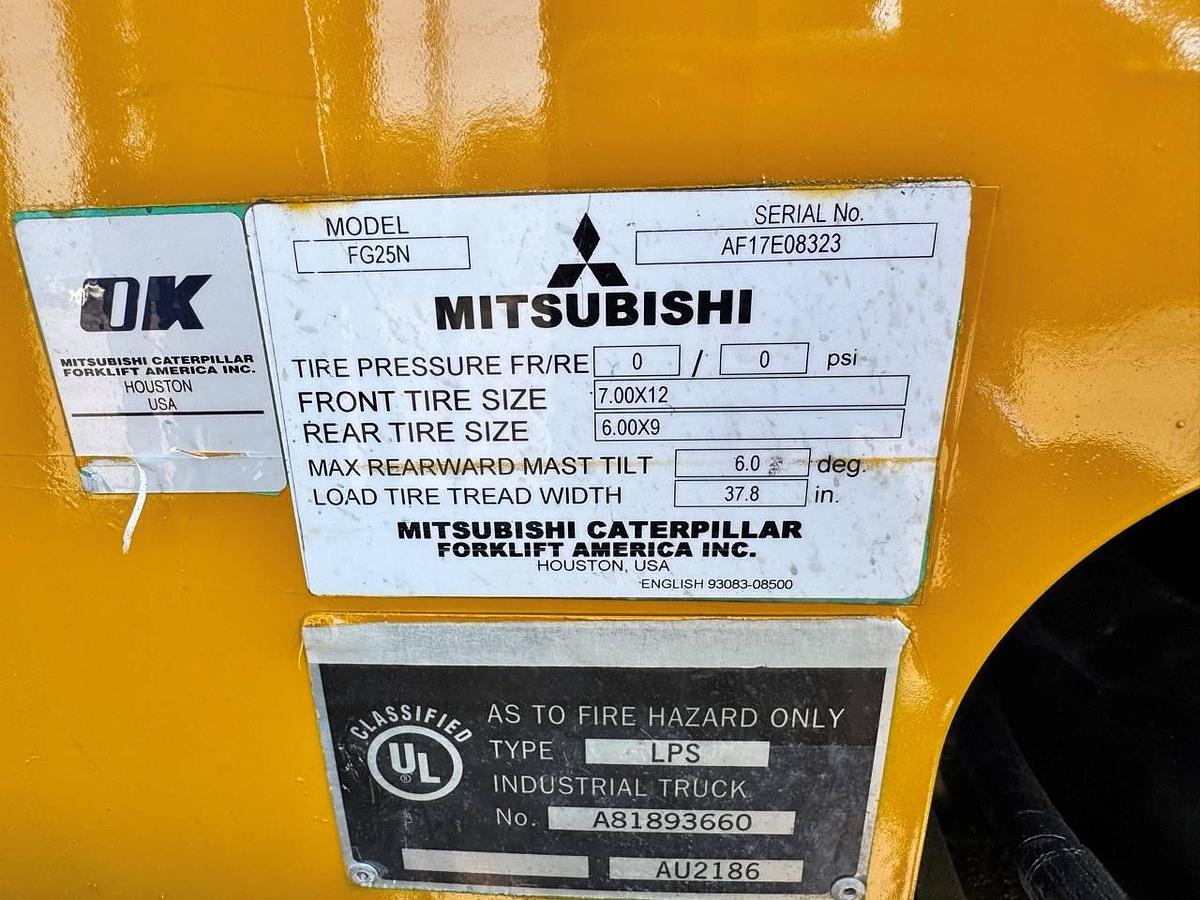 OK
MITSUBISHI CATERPILLAR
FORKLIFT AMERICA INC.
HOUSTON
USA
MODEL
FG25N
SERIAL No.
AF17E08323
MITSUBISHI
TIRE PRESSURE FR/RE 0 / 0 psi
FRONT TIRE SIZE 7.00X12
REAR TIRE SIZE 6.00X9
MAX REARWARD MAST TILT 6.0 deg.
LOAD TIRE TREAD WIDTH 37.8 in.
MITSUBISHI CATERPILLAR
FORKLIFT AMERICA INC.
HOUSTON, USA
ENGLISH 93083-08500
CLASSIFIED
UL
®
AS TO FIRE HAZARD ONLY
TYPE LPS
INDUSTRIAL TRUCK
No. A81893660
AU2186